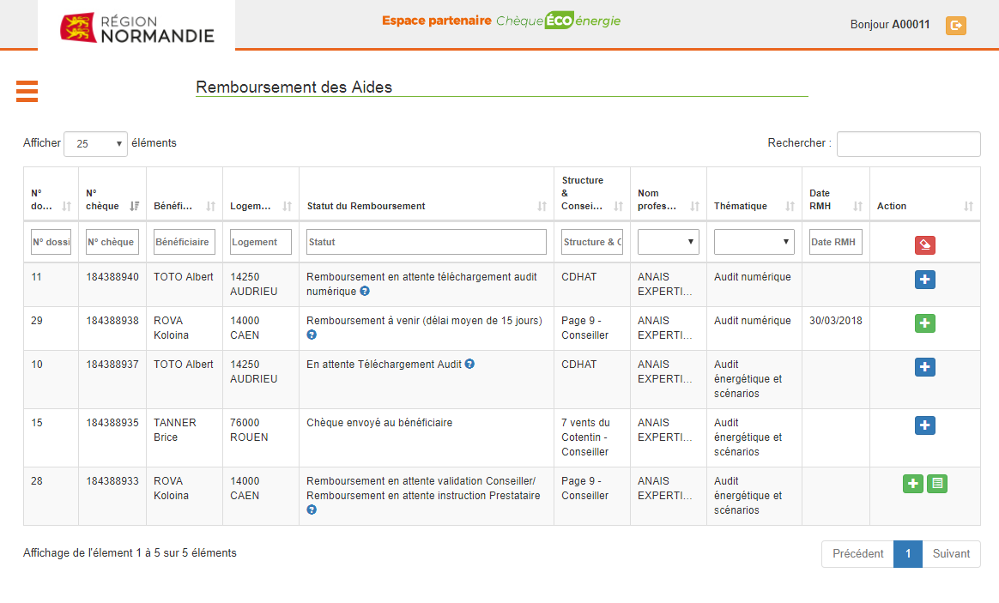 RÉGION
NORMANDIE
Espace partenaire Chèque ÉCO énergie
Bonjour A00011
Remboursement des Aides
Afficher 25 éléments
Rechercher :
N° do... N° chèque Bénéfi... Logem... Statut du Remboursement Structure & Consei... Nom profes... Thématique Date RMH Action
N° dossi N° chèque Bénéficiaire Logement Statut Structure & C Date RMH
11 184388940 TOTO Albert 14250 AUDRIEU Remboursement en attente téléchargement audit numérique ? CDHAT ANAIS EXPERTI... Audit numérique
29 184388938 ROVA Koloina 14000 CAEN Remboursement à venir (délai moyen de 15 jours) ? Page 9 - Conseiller ANAIS EXPERTI... Audit numérique 30/03/2018
10 184388937 TOTO Albert 14250 AUDRIEU En attente Téléchargement Audit ? CDHAT ANAIS EXPERTI... Audit énergétique et scénarios
15 184388935 TANNER Brice 76000 ROUEN Chèque envoyé au bénéficiaire 7 vents du Cotentin - Conseiller ANAIS EXPERTI... Audit énergétique et scénarios
28 184388933 ROVA Koloina 14000 CAEN Remboursement en attente validation Conseiller/ Remboursement en attente instruction Prestataire ? Page 9 - Conseiller ANAIS EXPERTI... Audit énergétique et scénarios
Affichage de l'élement 1 à 5 sur 5 éléments
Précédent 1 Suivant